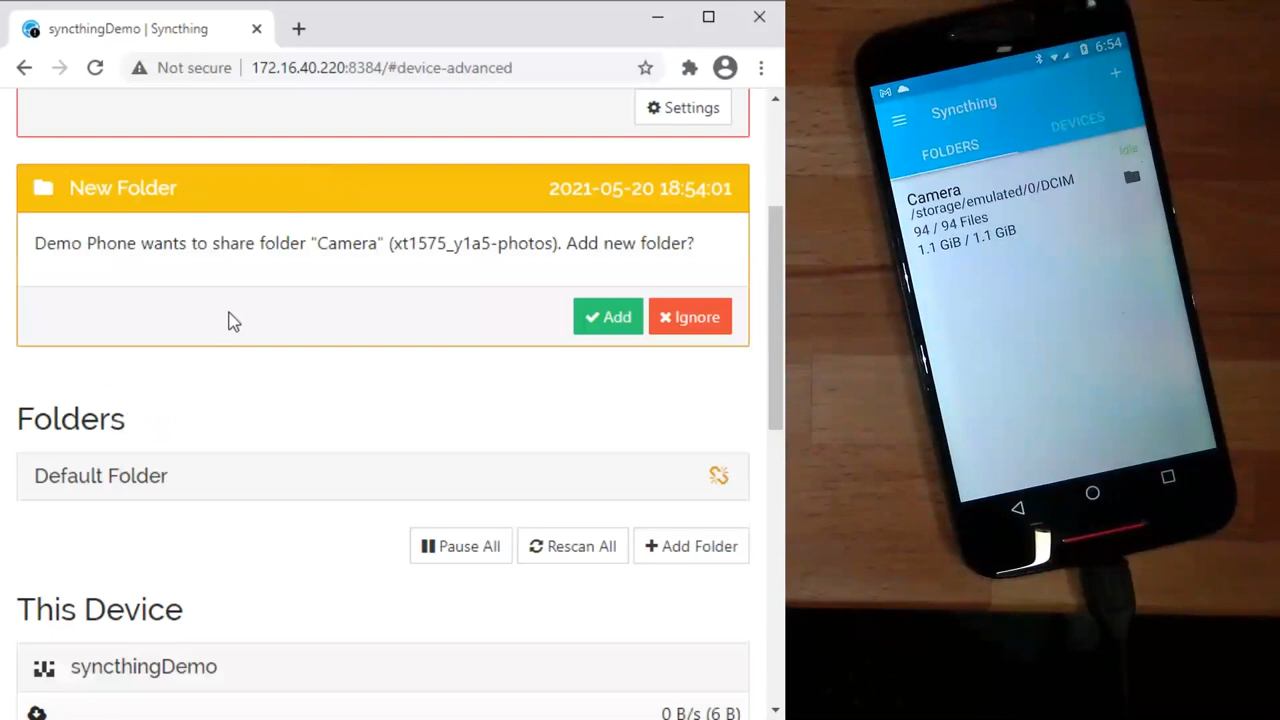 syncthingDemo | Syncthing
Not secure
172.16.40.220:8384/#device-advanced
Settings
New Folder
2021-05-20 18:54:01
Demo Phone wants to share folder "Camera" (xt1575_y1a5-photos). Add new folder?
Add
Ignore
Folders
Default Folder
Pause All
Rescan All
Add Folder
This Device
syncthingDemo
0 B/s (6 B)
6:54
Syncthing
FOLDERS
DEVICES
Idle
Camera
/storage/emulated/0/DCIM
94 / 94 Files
1.1 GiB / 1.1 GiB